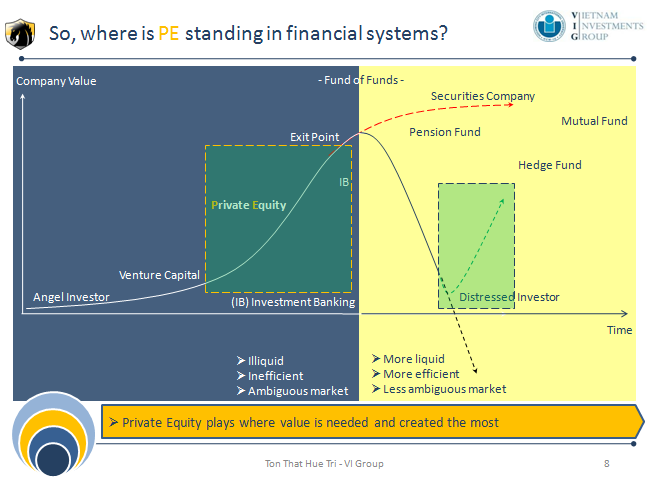 So, where is PE standing in financial systems?
VIETNAM
INVESTMENTS
GROUP
Company Value
- Fund of Funds -
Securities Company
Mutual Fund
Exit Point
Pension Fund
Hedge Fund
IB
Private Equity
Venture Capital
Angel Investor
(IB) Investment Banking
Distressed Investor
Time
➢ Illiquid
➢ Inefficient
➢ Ambiguous market
➢ More liquid
➢ More efficient
➢ Less ambiguous market
➢ Private Equity plays where value is needed and created the most
Ton That Hue Tri - VI Group
8